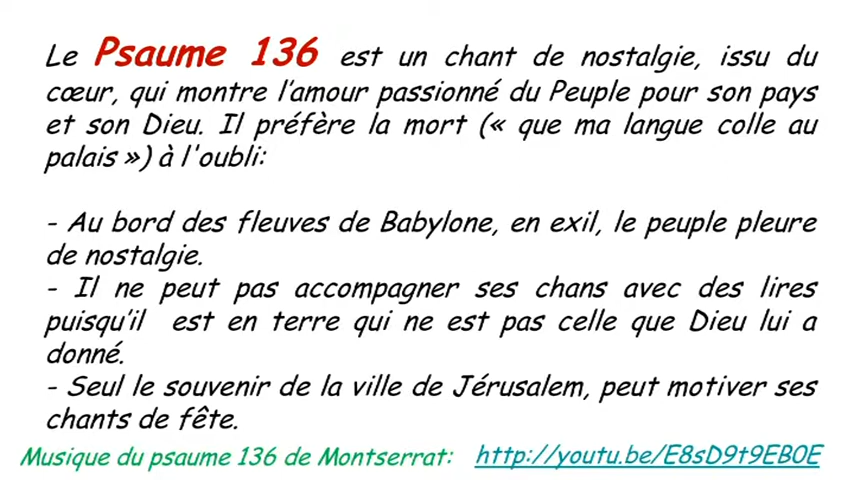 Le Psaume 136 est un chant de nostalgie, issu du
cœur, qui montre l'amour passionné du Peuple pour son pays
et son Dieu. Il préfère la mort (« que ma langue colle au
palais ») à l'oubli:
- Au bord des fleuves de Babylone, en exil, le peuple pleure
de nostalgie.
- Il ne peut pas accompagner ses chans avec des lires
puisqu'il est en terre qui ne est pas celle que Dieu lui a
donné.
- Seul le souvenir de la ville de Jérusalem, peut motiver ses
chants de fête.
Musique du psaume 136 de Montserrat: http://youtu.be/E8sD9t9EB0E